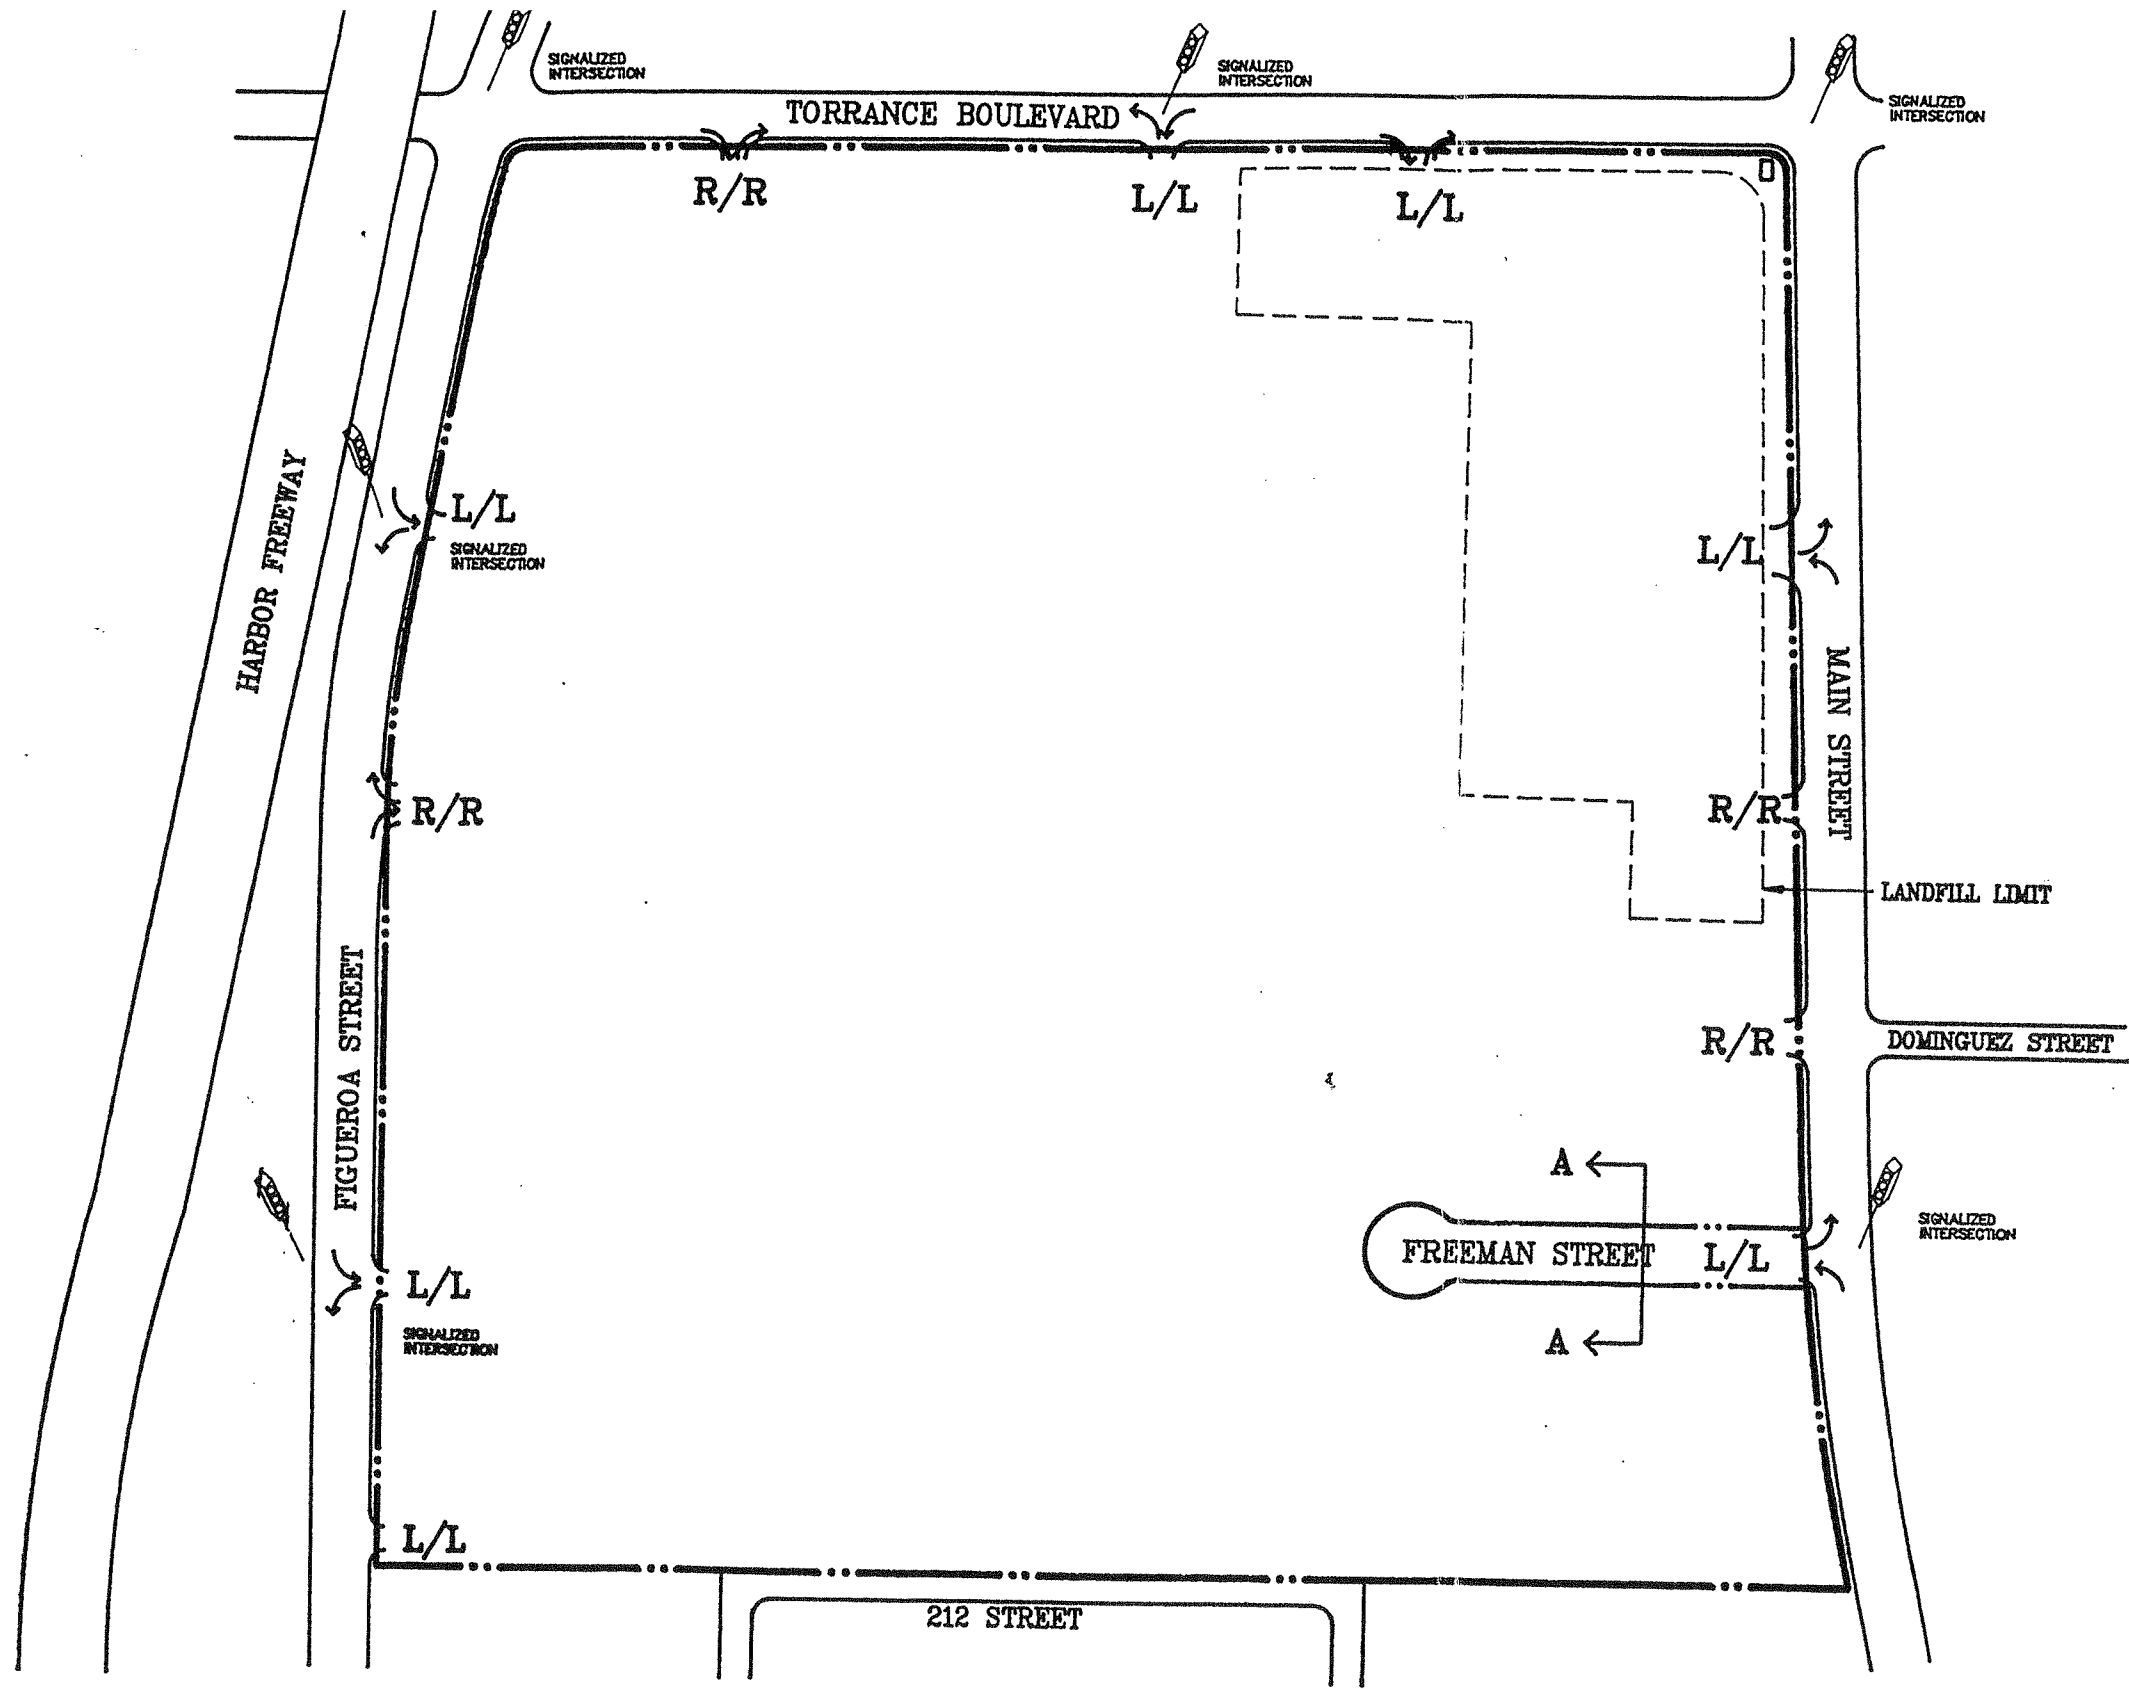 SIGNALIZED
INTERSECTION
SIGNALIZED
INTERSECTION
SIGNALIZED
INTERSECTION
TORRANCE BOULEVARD
R/R
L/L
L/L
HARBOR FREEWAY
L/L
SIGNALIZED
INTERSECTION
L/L
MAIN STREET
R/R
R/R
LANDFILL LIMIT
FIGUEROA STREET
R/R
DOMINGUEZ STREET
A
FREEMAN STREET
L/L
SIGNALIZED
INTERSECTION
A
L/L
SIGNALIZED
INTERSECTION
L/L
212 STREET